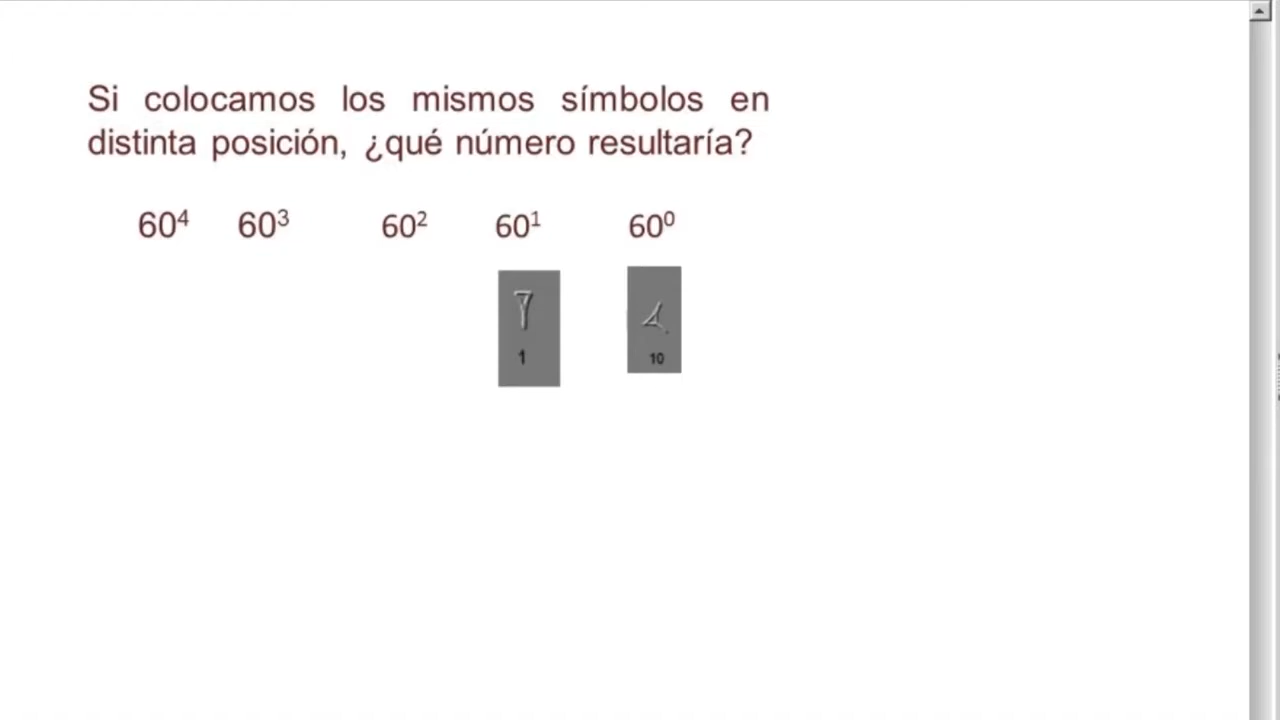 Si colocamos los mismos símbolos en
distinta posición, ¿qué número resultaría?
60⁴ 60³ 60² 60¹ 60⁰
1 10